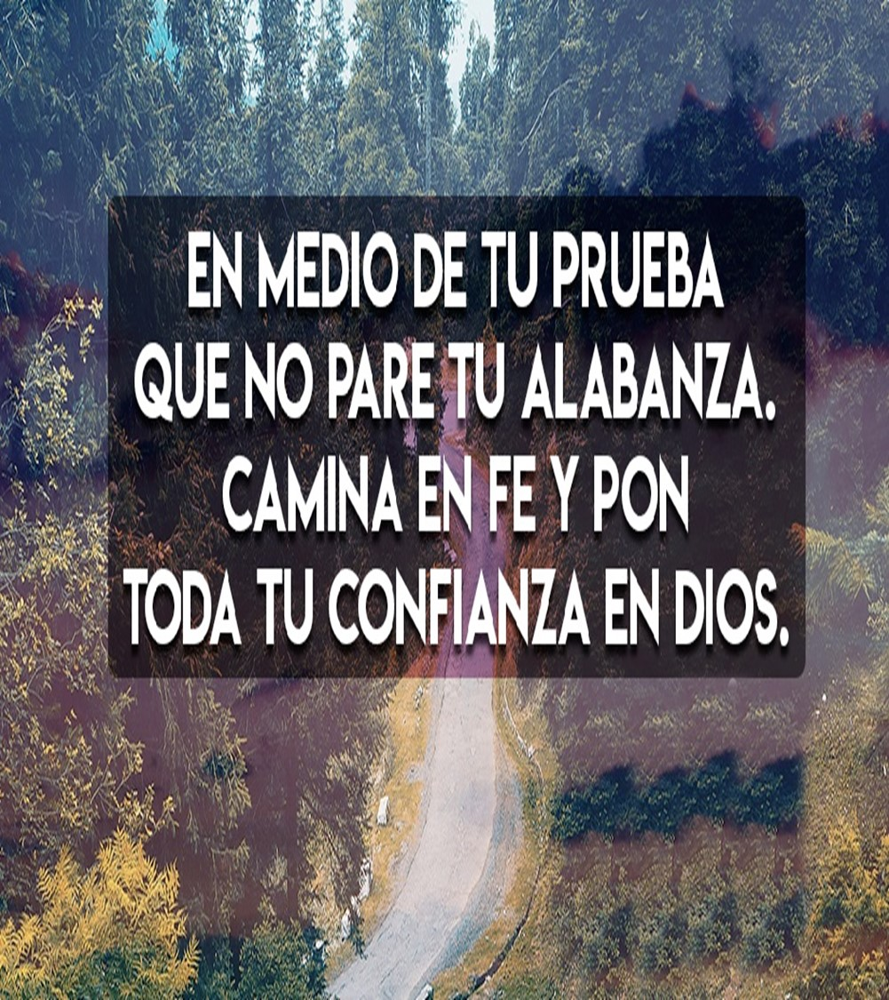 EN MEDIO DE TU PRUEBA
QUE NO PARE TU ALABANZA.
CAMINA EN FE Y PON
TODA TU CONFIANZA EN DIOS.